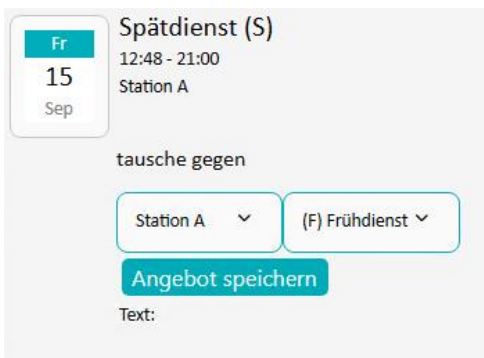 Fr
15
Sep
Spätdienst (S)
12:48 - 21:00
Station A
tausche gegen
Station A
(F) Frühdienst
Angebot speichern
Text: